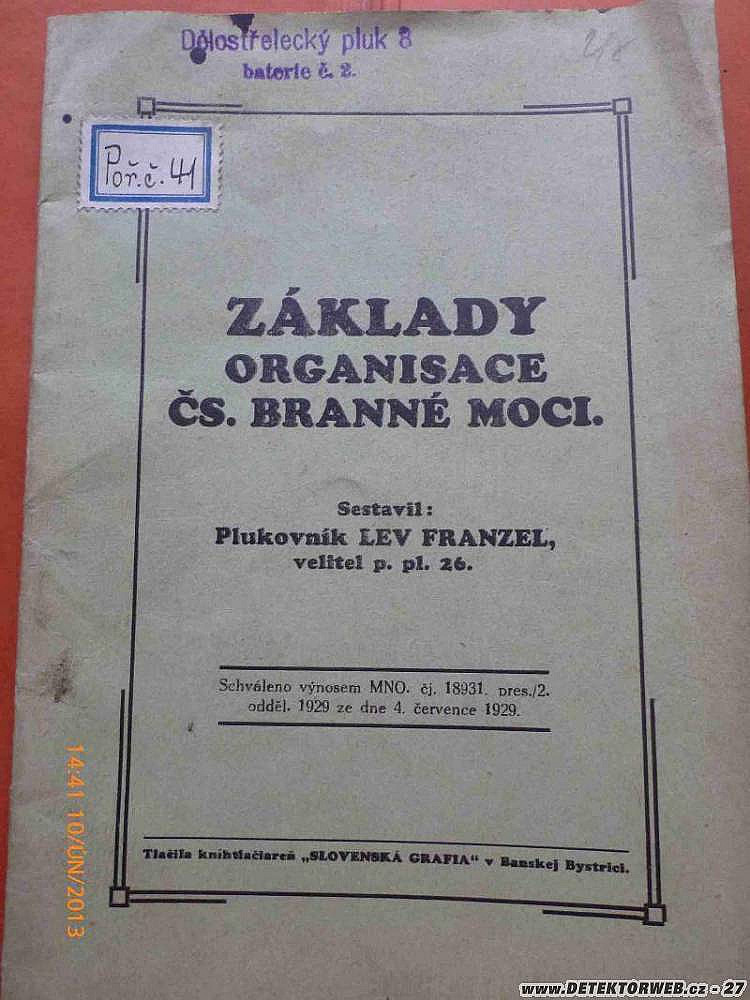 Dělostřelecký pluk 8
baterie č. 2.
Poř.č. 41
ZÁKLADY
ORGANISACE
ČS. BRANNÉ MOCI.
Sestavil:
Plukovník LEV FRANZEL,
velitel p. pl. 26.
Schváleno výnosem MNO. čj. 18931. pres./2.
odděl. 1929 ze dne 4. července 1929.
Tlačila knihtlačiareň „SLOVENSKÁ GRAFIA“ v Banskej Bystrici.
14:41 10/ÚN/2013
www.DETEKTORWEB.cz - 27